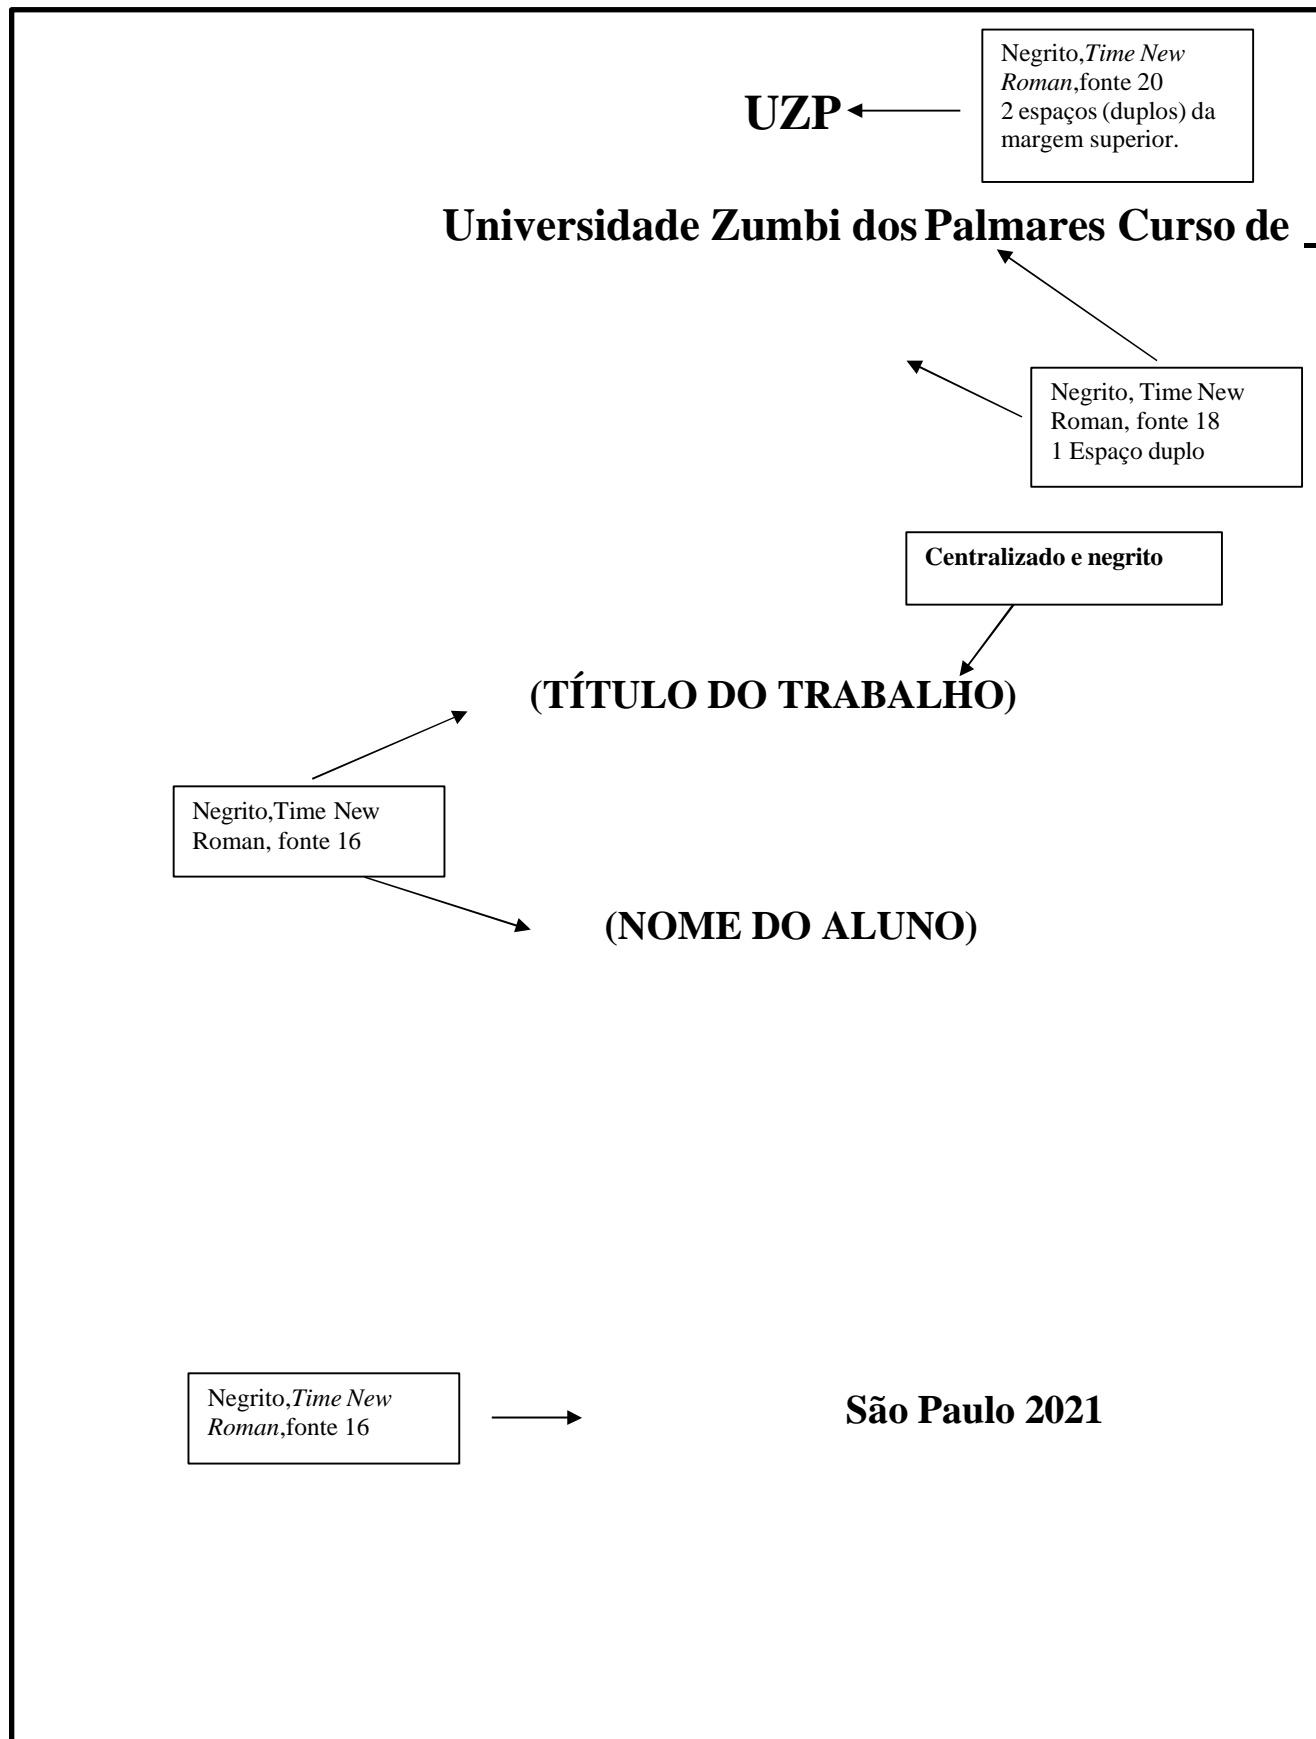 Negrito,Time New
Roman,fonte 20
2 espaços (duplos) da
margem superior.
UZP
Universidade Zumbi dos Palmares Curso de _
Negrito, Time New
Roman, fonte 18
1 Espaço duplo
Centralizado e negrito
(TÍTULO DO TRABALHO)
Negrito,Time New
Roman, fonte 16
(NOME DO ALUNO)
Negrito,Time New
Roman,fonte 16
São Paulo 2021